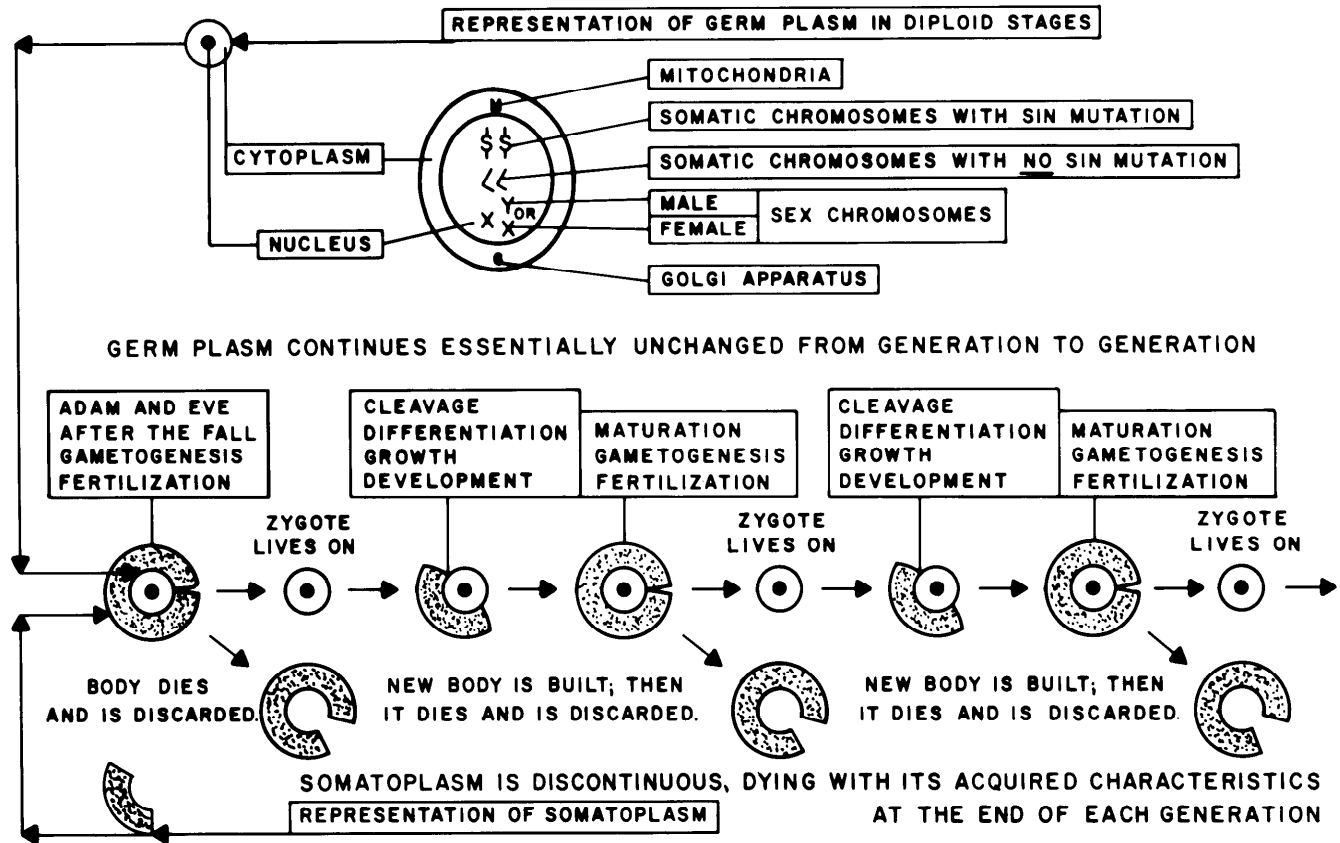 REPRESENTATION OF GERM PLASM IN DIPLOID STAGES
MITOCHONDRIA
SOMATIC CHROMOSOMES WITH SIN MUTATION
CYTOPLASM
SOMATIC CHROMOSOMES WITH NO SIN MUTATION
MALE
FEMALE
SEX CHROMOSOMES
NUCLEUS
GOLGI APPARATUS
M
$ $
< <
Y
OR
X X
GERM PLASM CONTINUES ESSENTIALLY UNCHANGED FROM GENERATION TO GENERATION
ADAM AND EVE
AFTER THE FALL
GAMETOGENESIS
FERTILIZATION
ZYGOTE
LIVES ON
CLEAVAGE
DIFFERENTIATION
GROWTH
DEVELOPMENT
MATURATION
GAMETOGENESIS
FERTILIZATION
ZYGOTE
LIVES ON
CLEAVAGE
DIFFERENTIATION
GROWTH
DEVELOPMENT
MATURATION
GAMETOGENESIS
FERTILIZATION
ZYGOTE
LIVES ON
BODY DIES
AND IS DISCARDED.
NEW BODY IS BUILT; THEN
IT DIES AND IS DISCARDED.
NEW BODY IS BUILT; THEN
IT DIES AND IS DISCARDED.
SOMATOPLASM IS DISCONTINUOUS, DYING WITH ITS ACQUIRED CHARACTERISTICS
AT THE END OF EACH GENERATION
REPRESENTATION OF SOMATOPLASM